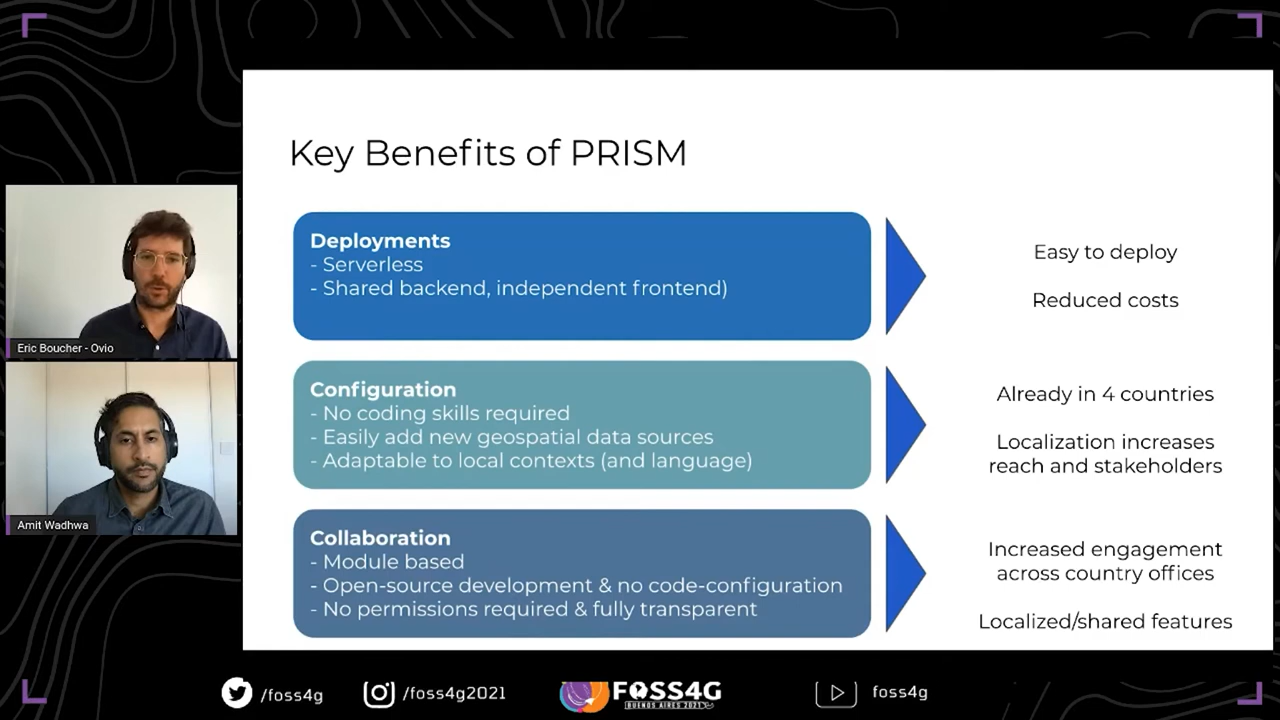 Key Benefits of PRISM
Deployments
- Serverless
- Shared backend, independent frontend)
Easy to deploy
Reduced costs
Configuration
- No coding skills required
- Easily add new geospatial data sources
- Adaptable to local contexts (and language)
Already in 4 countries
Localization increases
reach and stakeholders
Collaboration
- Module based
- Open-source development & no code-configuration
- No permissions required & fully transparent
Increased engagement
across country offices
Localized/shared features
Eric Boucher - Ovio
Amit Wadhwa
/foss4g
/foss4g2021
FOSS4G
BUENOS AIRES 2021
foss4g